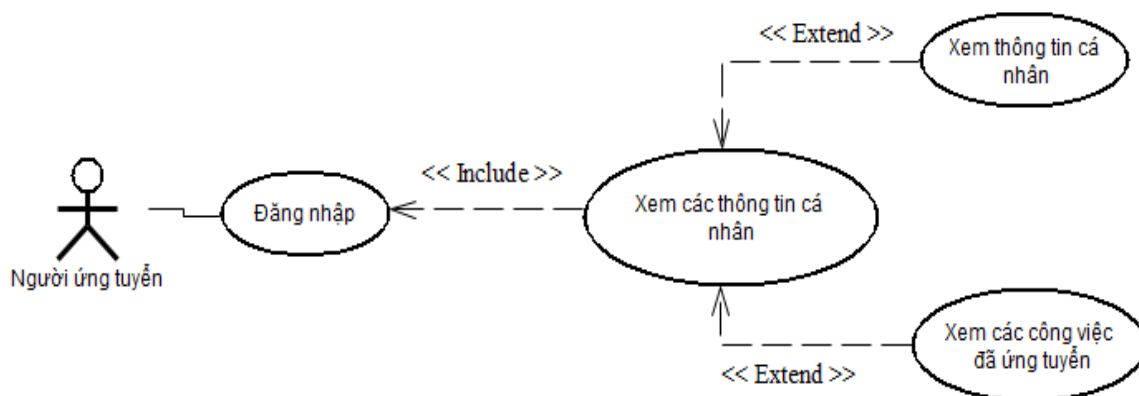 << Extend >>
Xem thông tin cá
nhân
<< Include >>
Đăng nhập
Xem các thông tin cá
nhân
Người ứng tuyển
Xem các công việc
đã ứng tuyển
<< Extend >>